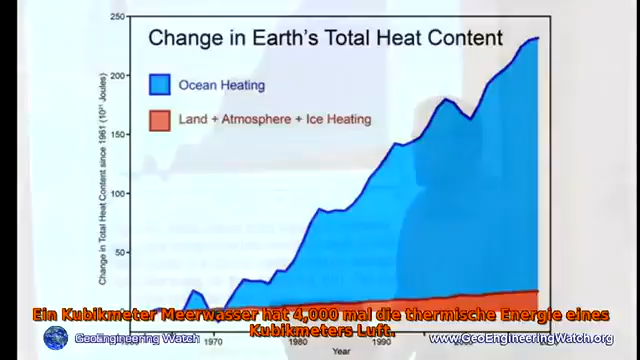 250
Change in Earth's Total Heat Content
200
Ocean Heating
Land + Atmosphere + Ice Heating
150
100
50
Change in Total Heat Content since 1961 (10²¹ Joules)
Ein Kubikmeter Meerwasser hat 4,000 mal die thermische Energie eines
Kubikmeters Luft.
GeoEngineering Watch
www.GeoEngineeringWatch.org
1970
1980
1990
Year